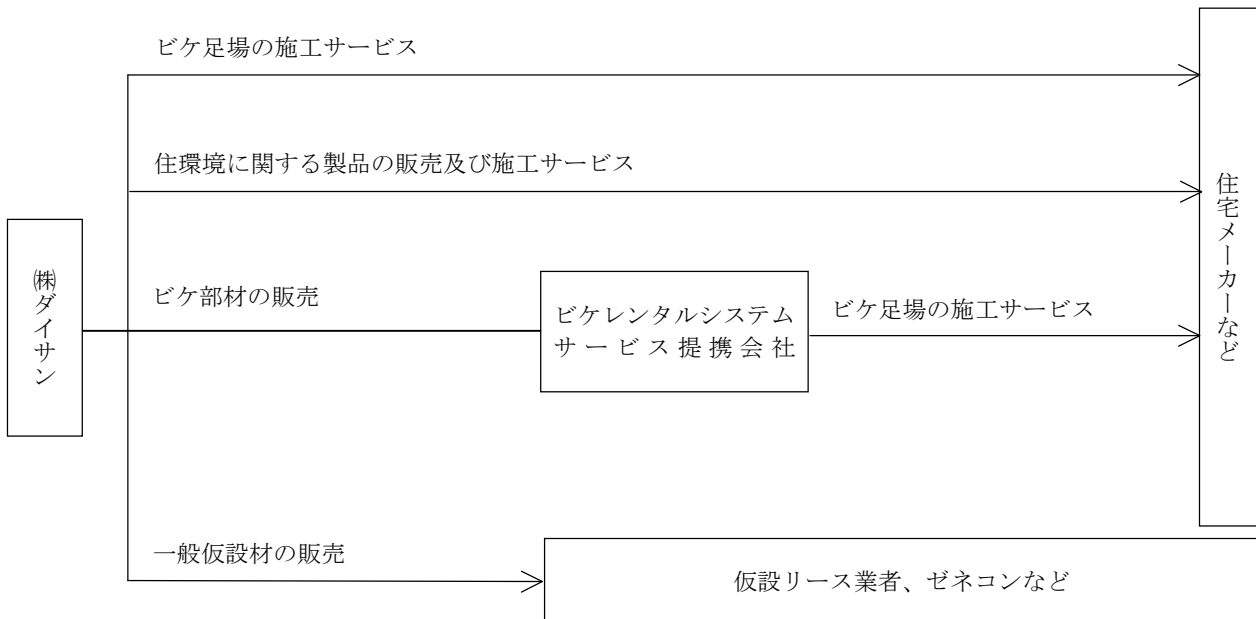 ビケ足場の施工サービス
住環境に関する製品の販売及び施工サービス
㈱ダイサン
ビケ部材の販売
ビケレンタルシステム
サービス提携会社
ビケ足場の施工サービス
住宅メーカーなど
一般仮設材の販売
仮設リース業者、ゼネコンなど